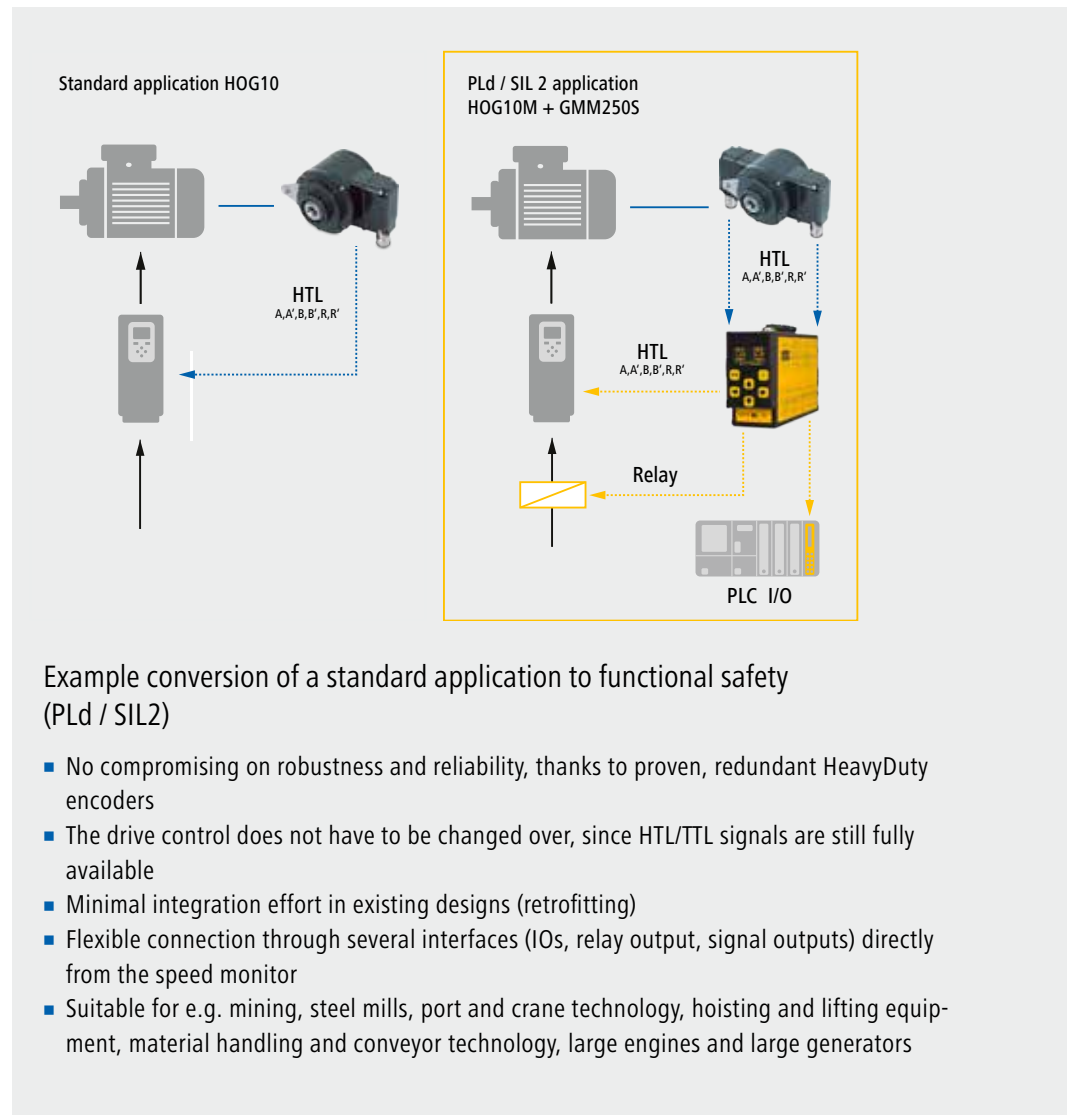 Standard application HOG10
PLd / SIL 2 application
HOG10M + GMM250S
HTL
A,A‘,B,B‘,R,R‘
HTL
A,A‘,B,B‘,R,R‘
HTL
A,A‘,B,B‘,R,R‘
Relay
PLC I/O
Example conversion of a standard application to functional safety
(PLd / SIL2)
■ No compromising on robustness and reliability, thanks to proven, redundant HeavyDuty
encoders
■ The drive control does not have to be changed over, since HTL/TTL signals are still fully
available
■ Minimal integration effort in existing designs (retrofitting)
■ Flexible connection through several interfaces (IOs, relay output, signal outputs) directly
from the speed monitor
■ Suitable for e.g. mining, steel mills, port and crane technology, hoisting and lifting equip-
ment, material handling and conveyor technology, large engines and large generators